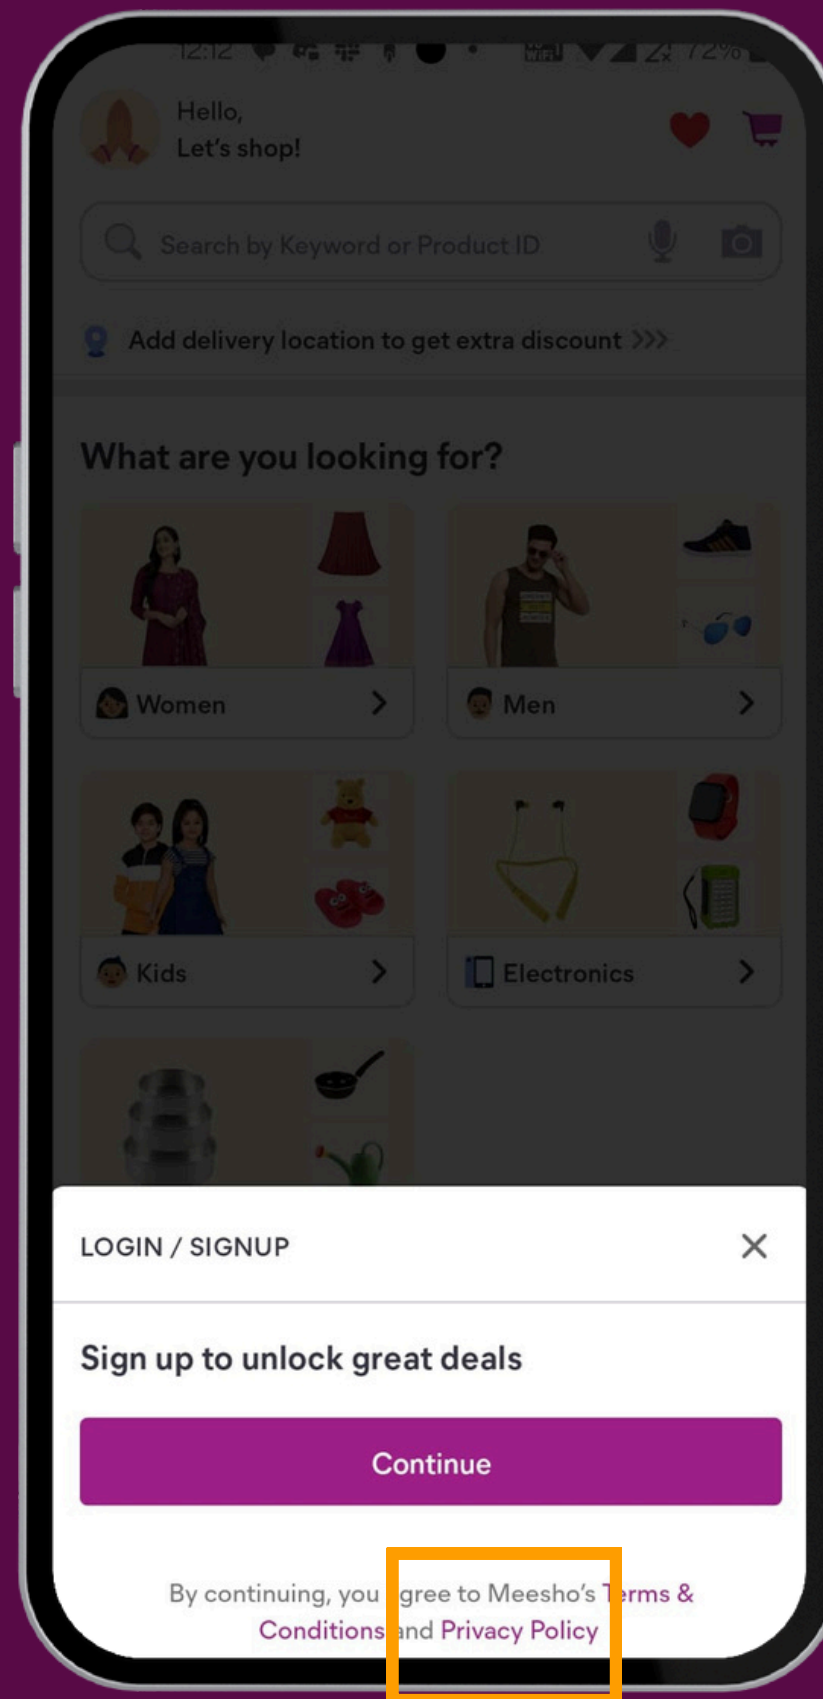 12:12 72%
Hello,
Let's shop!
Search by Keyword or Product ID
Add delivery location to get extra discount >>>
What are you looking for?
Women
Men
Kids
Electronics
LOGIN / SIGNUP
Sign up to unlock great deals
Continue
By continuing, you agree to Meesho's Terms &
Conditions and Privacy Policy